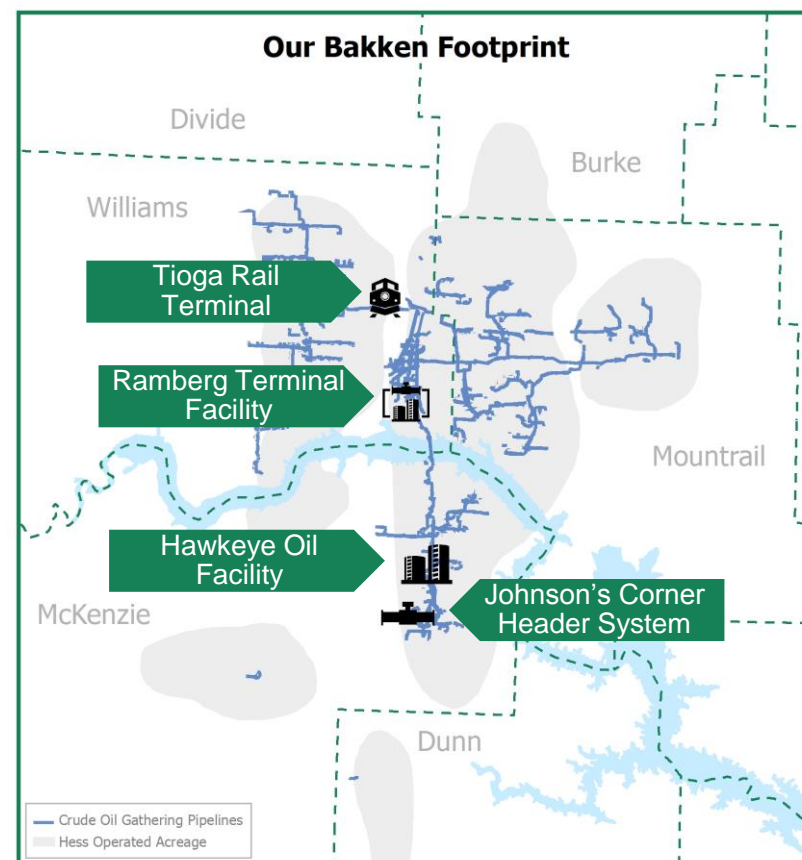 Our Bakken Footprint
Divide
Burke
Williams
Tioga Rail
Terminal
Ramberg Terminal
Facility
Mountrail
Hawkeye Oil
Facility
McKenzie
Johnson’s Corner
Header System
Dunn
Crude Oil Gathering Pipelines
Hess Operated Acreage